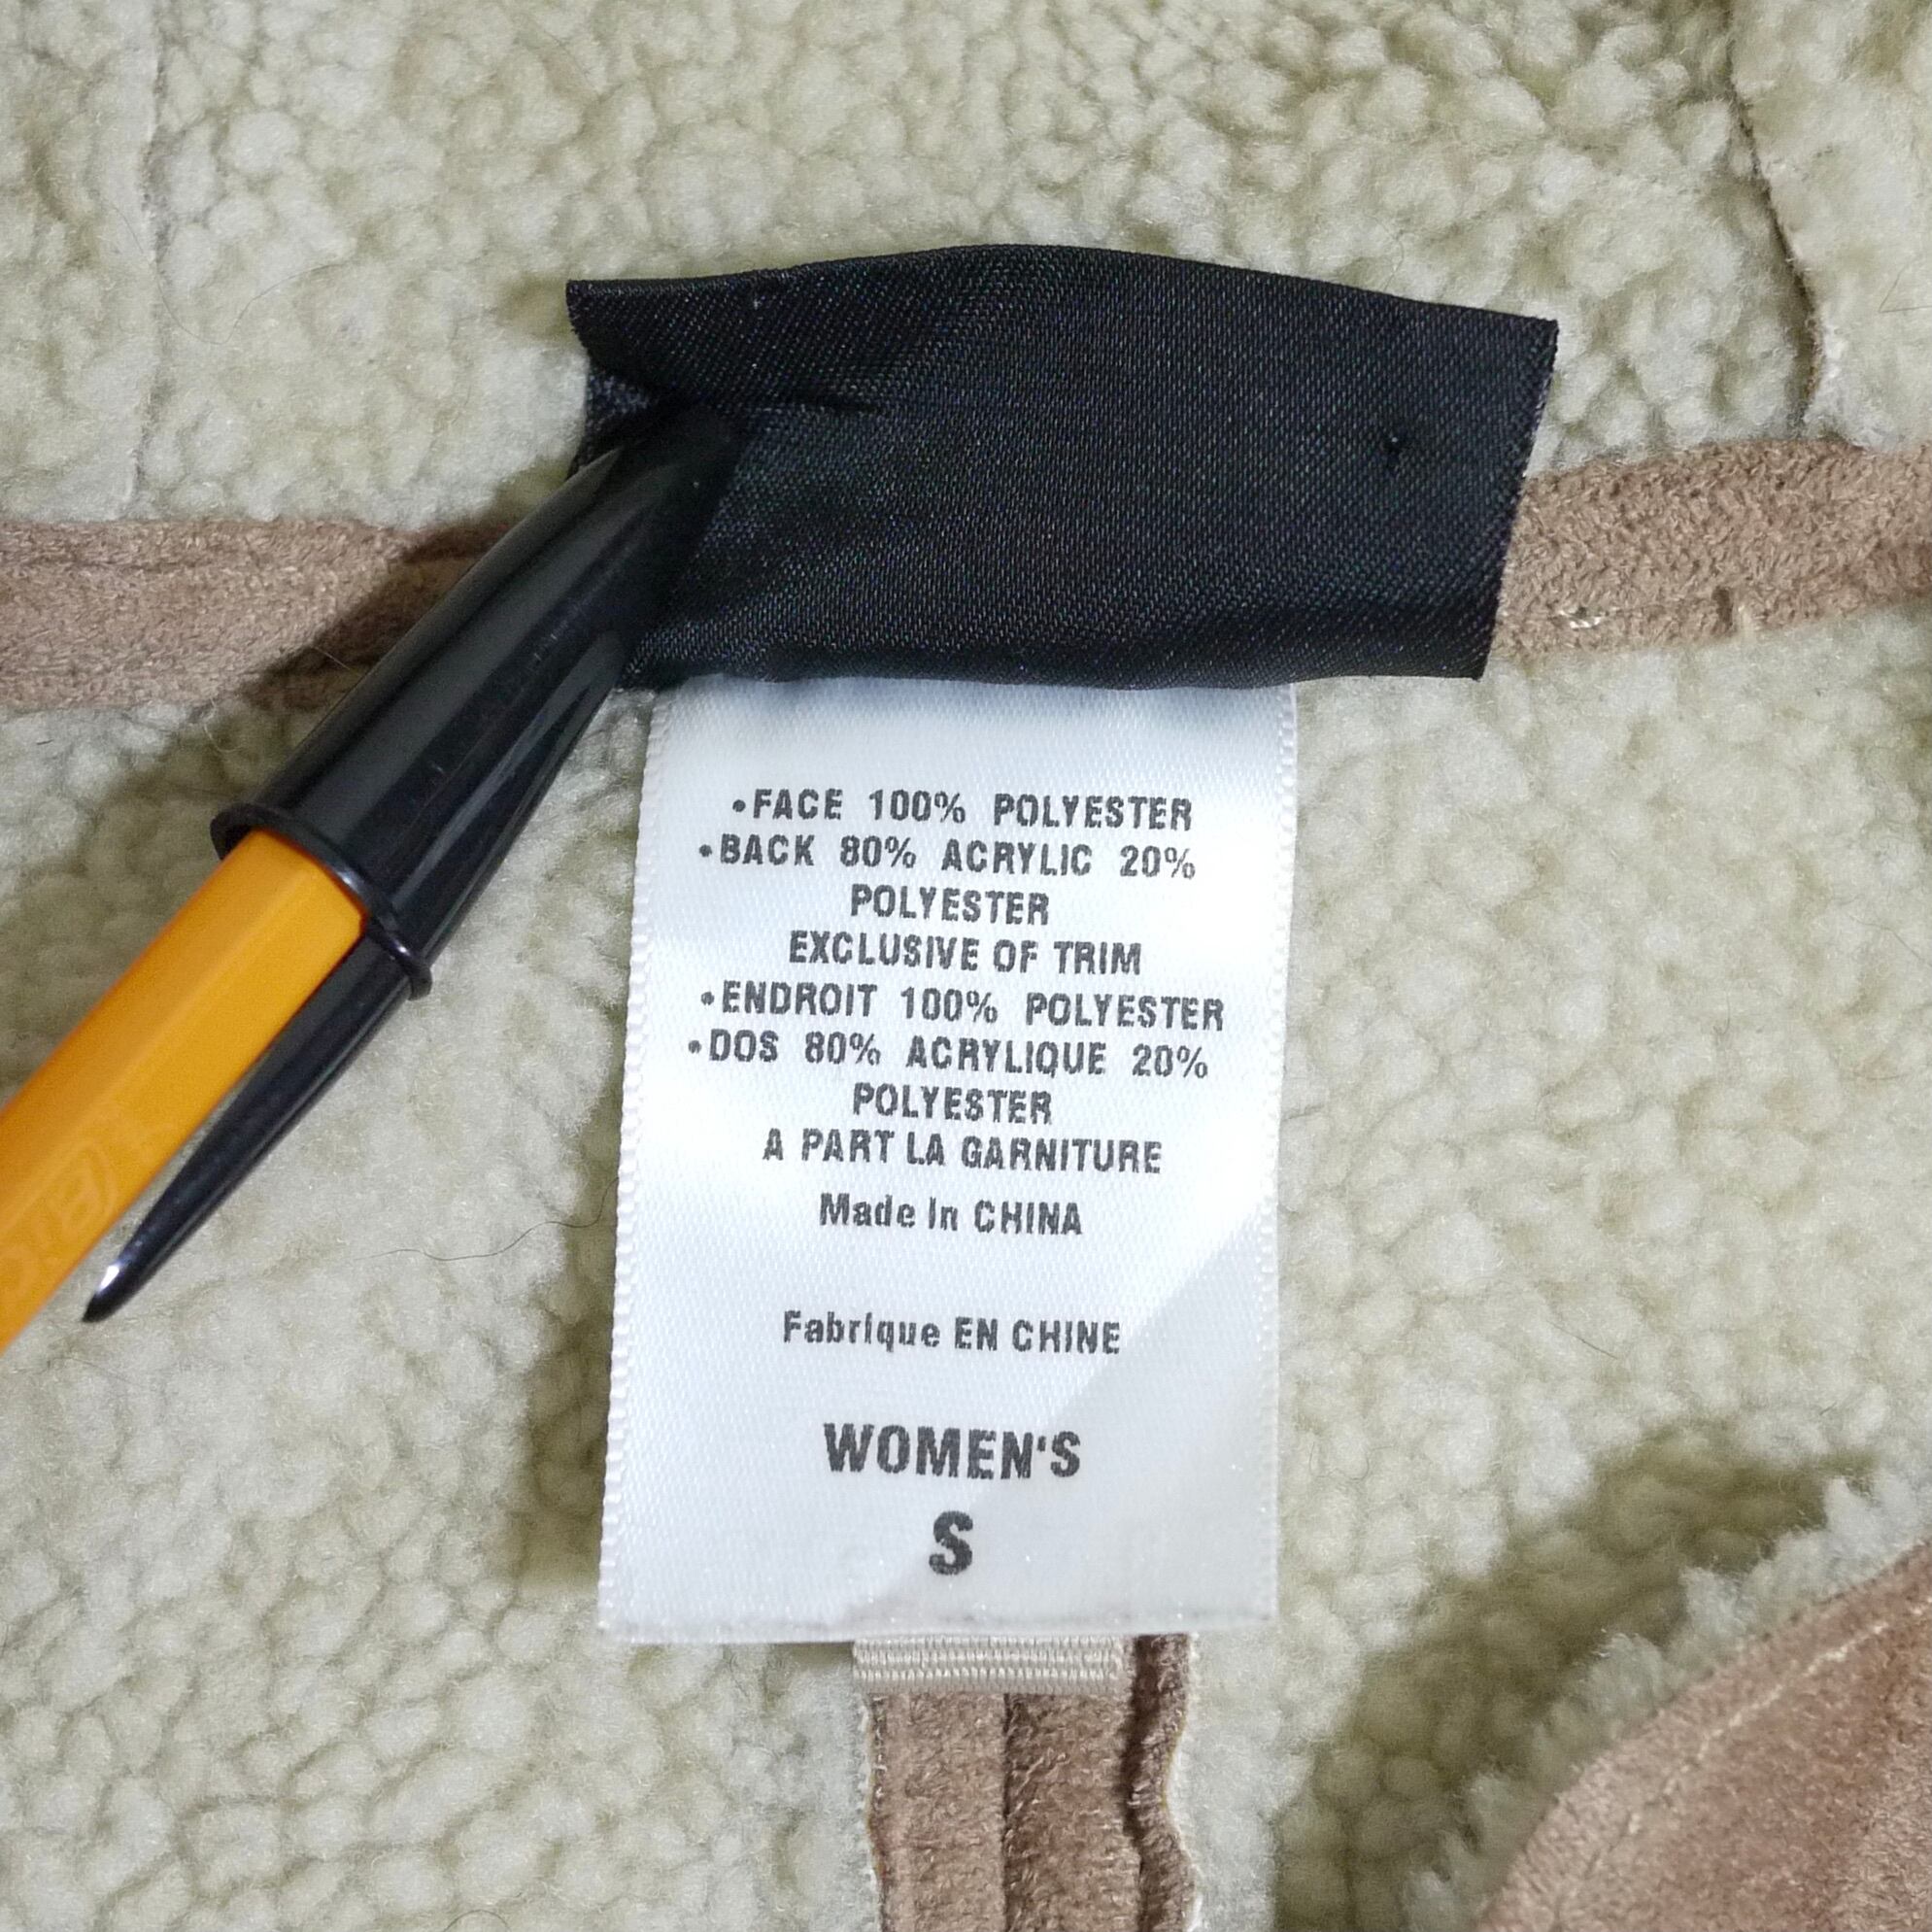 •FACE 100% POLYESTER
•BACK 80% ACRYLIC 20%
POLYESTER
EXCLUSIVE OF TRIM
•ENDROIT 100% POLYESTER
•DOS 80% ACRYLIQUE 20%
POLYESTER
A PART LA GARNITURE
Made In CHINA
Fabrique EN CHINE
WOMEN'S
S
BIC